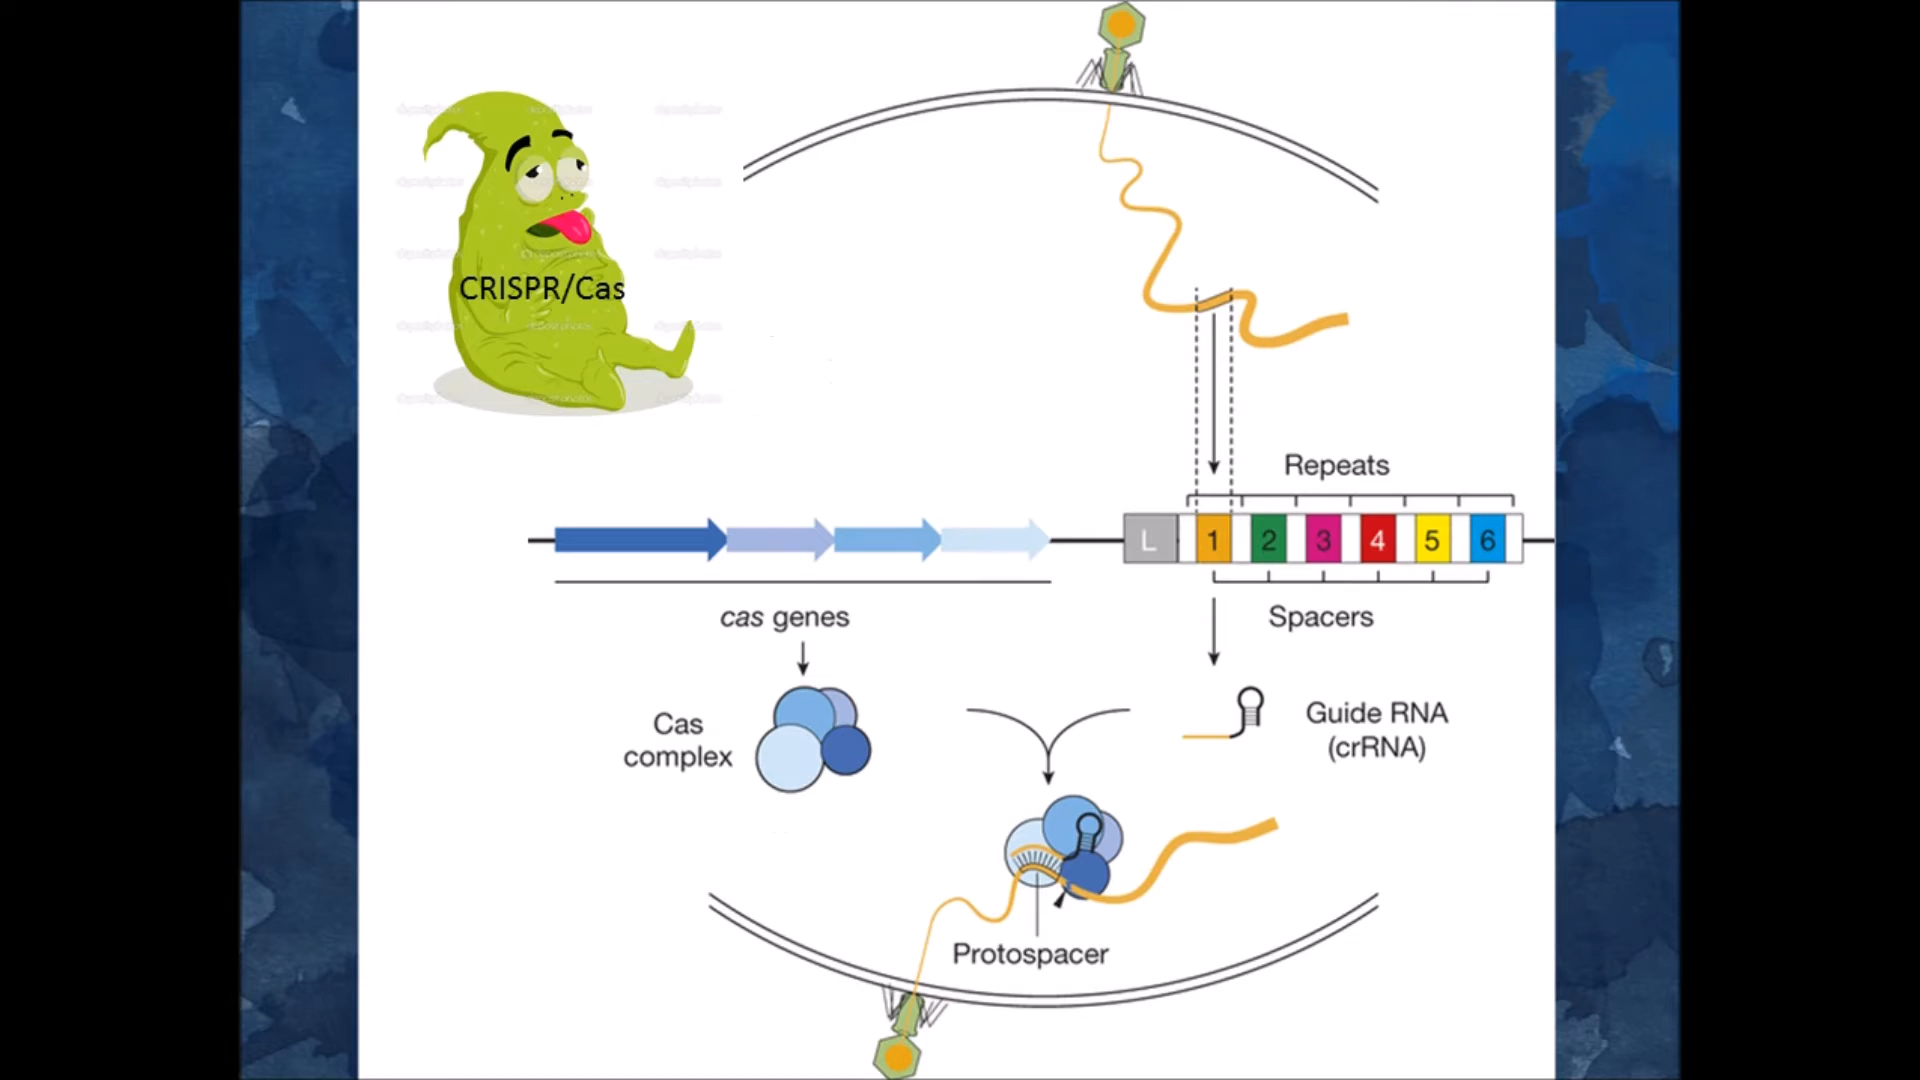 CRISPR/Cas
Repeats
L 1 2 3 4 5 6
cas genes
Spacers
Cas
complex
Guide RNA
(crRNA)
Protospacer